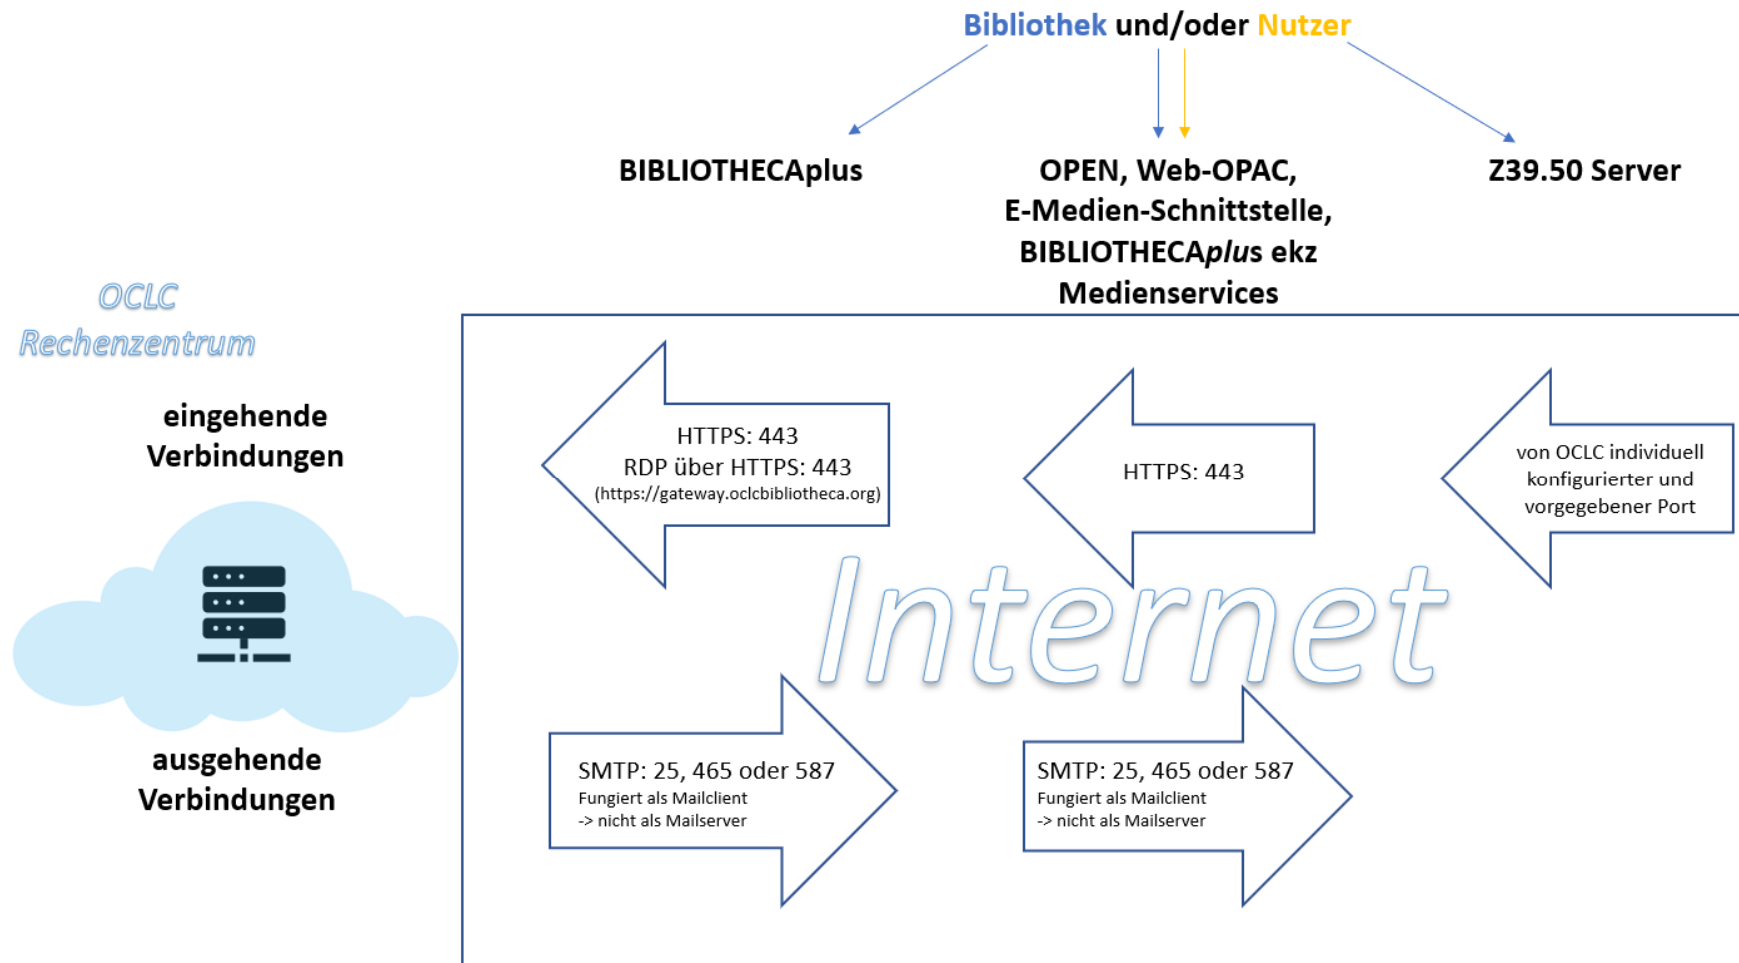 Bibliothek und/oder Nutzer
BIBLIOTHECAplus
OPEN, Web-OPAC,
E-Medien-Schnittstelle,
BIBLIOTHECAplus ekz
Medienservices
Z39.50 Server
OCLC
Rechenzentrum
eingehende
Verbindungen
HTTPS: 443
RDP über HTTPS: 443
(https://gateway.oclcbibliotheca.org)
HTTPS: 443
von OCLC individuell
konfigurierter und
vorgegebener Port
Internet
ausgehende
Verbindungen
SMTP: 25, 465 oder 587
Fungiert als Mailclient
-> nicht als Mailserver
SMTP: 25, 465 oder 587
Fungiert als Mailclient
-> nicht als Mailserver